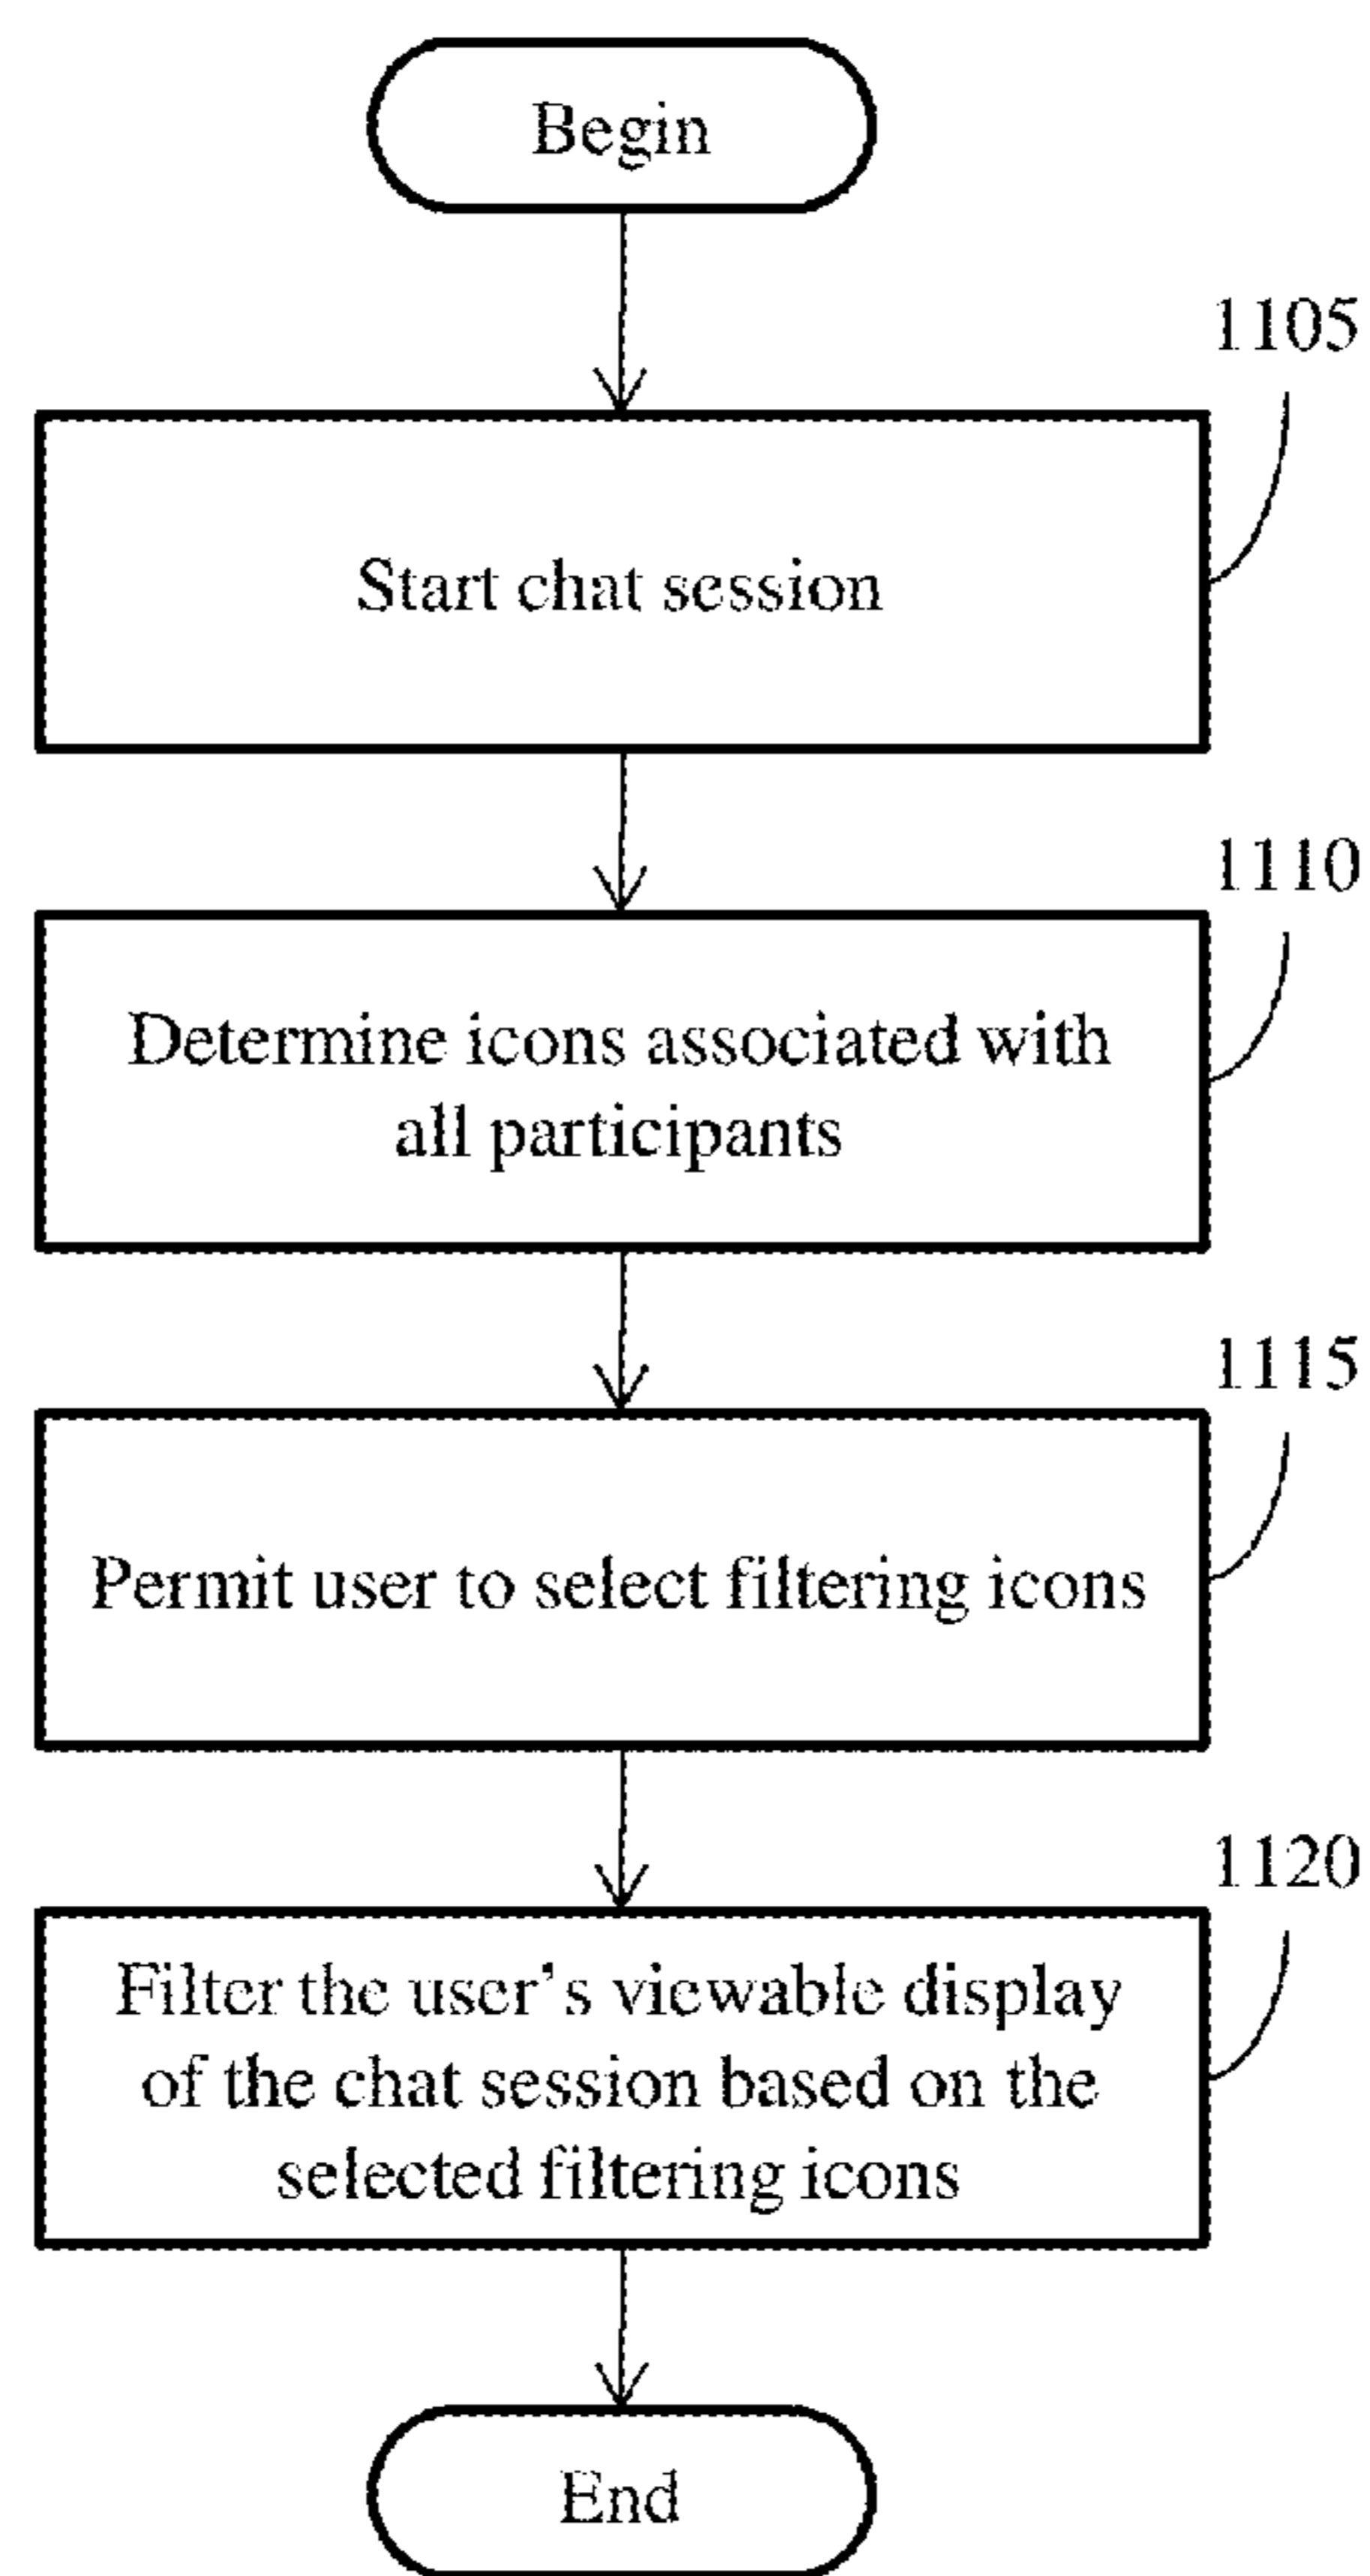 Begin
1105
Start chat session
1110
Determine icons associated with
all participants
1115
Permit user to select filtering icons
1120
Filter the user’s viewable display
of the chat session based on the
selected filtering icons
End